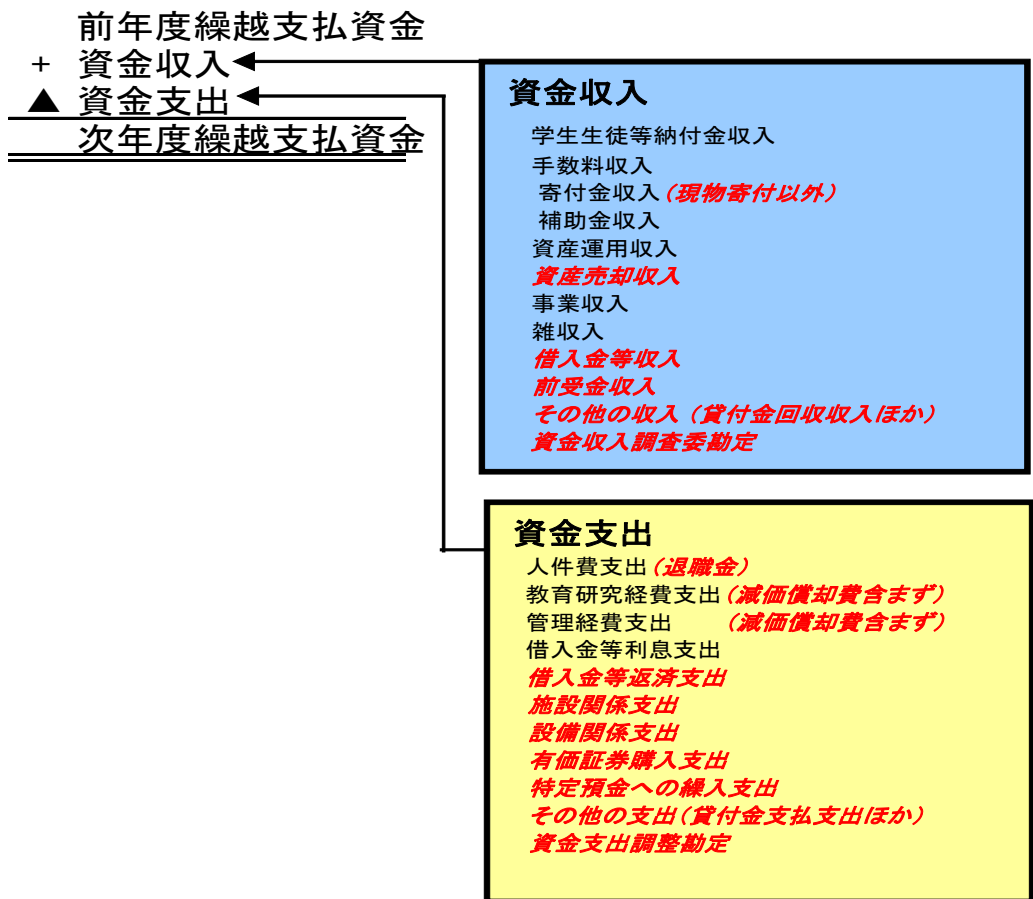 前年度繰越支払資金
+ 資金収入
▲ 資金支出
次年度繰越支払資金
資金収入
学生生徒等納付金収入
手数料収入
寄付金収入（現物寄付以外）
補助金収入
資産運用収入
資産売却収入
事業収入
雑収入
借入金等収入
前受金収入
その他の収入（貸付金回収収入ほか）
資金収入調査委勘定
資金支出
人件費支出（退職金）
教育研究経費支出（減価償却費含まず）
管理経費支出　（減価償却費含まず）
借入金等利息支出
借入金等返済支出
施設関係支出
設備関係支出
有価証券購入支出
特定預金への繰入支出
その他の支出（貸付金支払支出ほか）
資金支出調整勘定